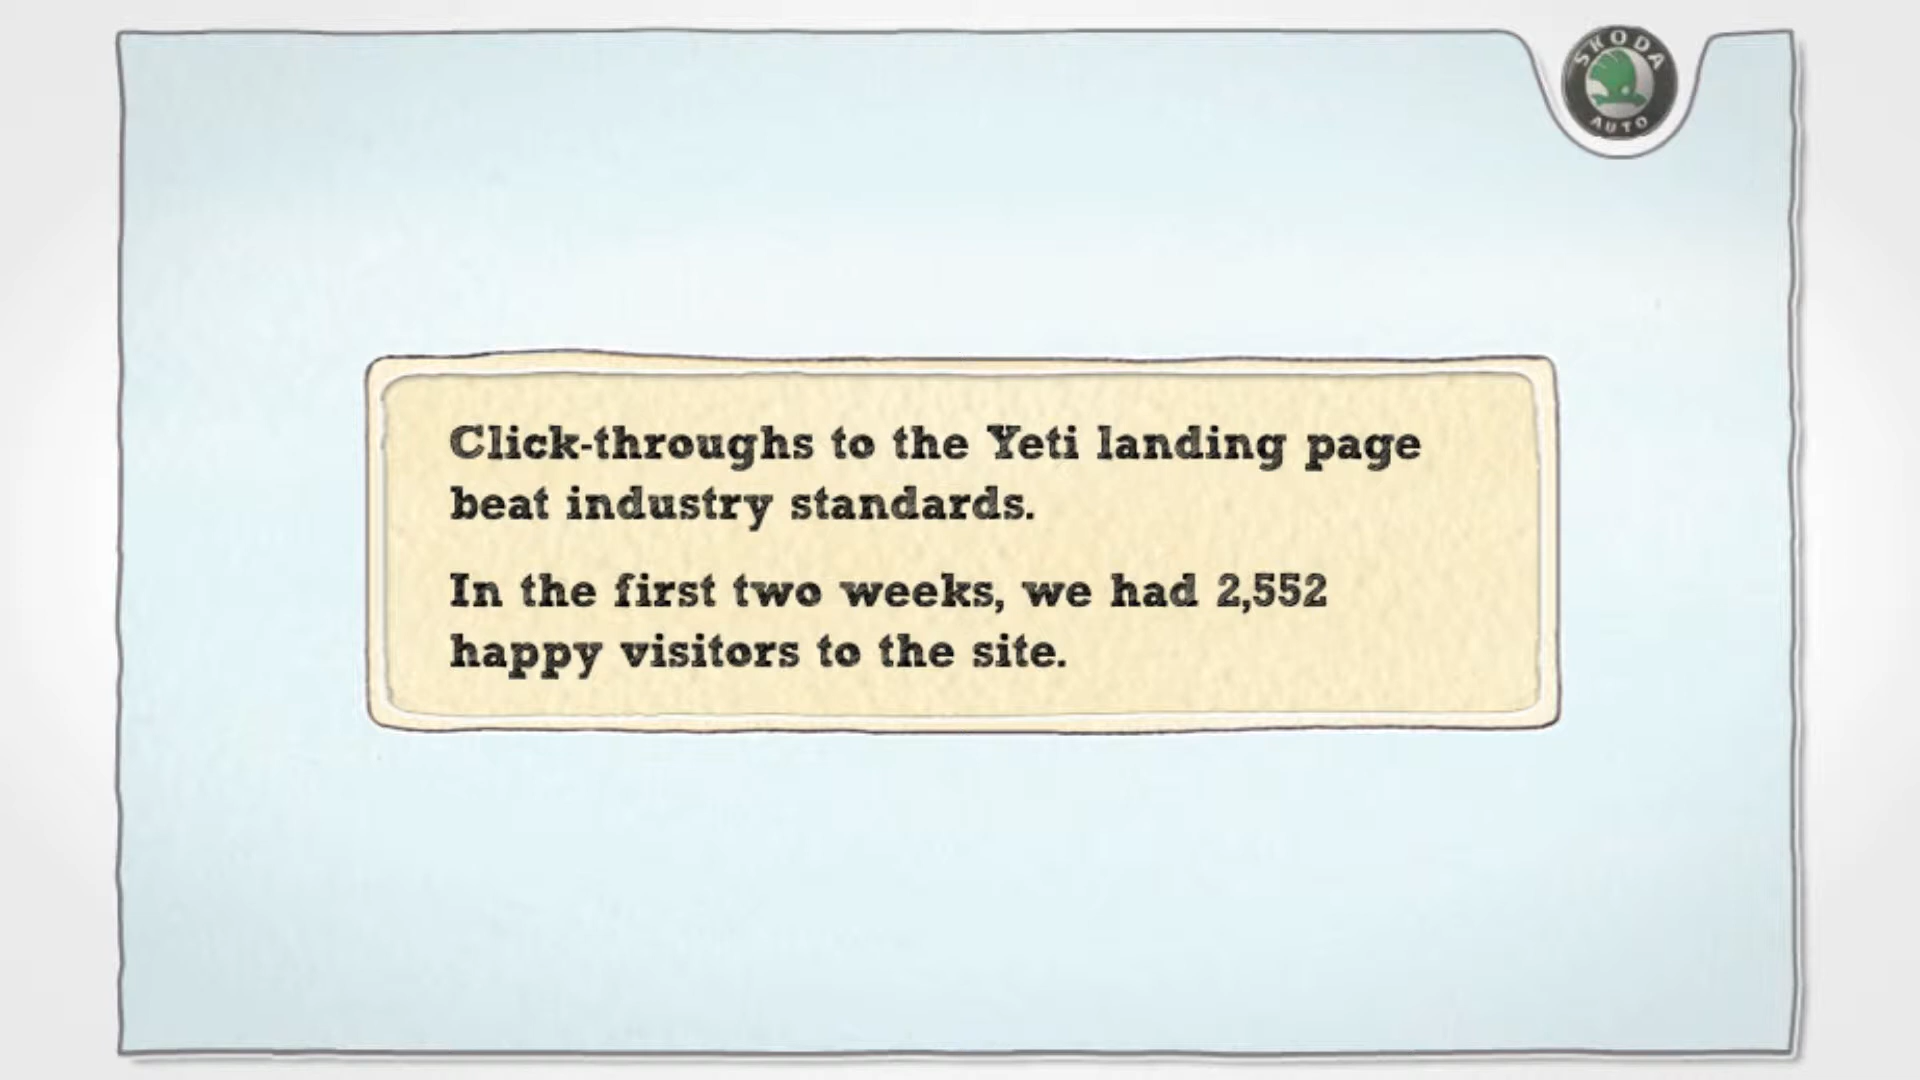 SKODA
AUTO
Click-throughs to the Yeti landing page
beat industry standards.
In the first two weeks, we had 2,552
happy visitors to the site.